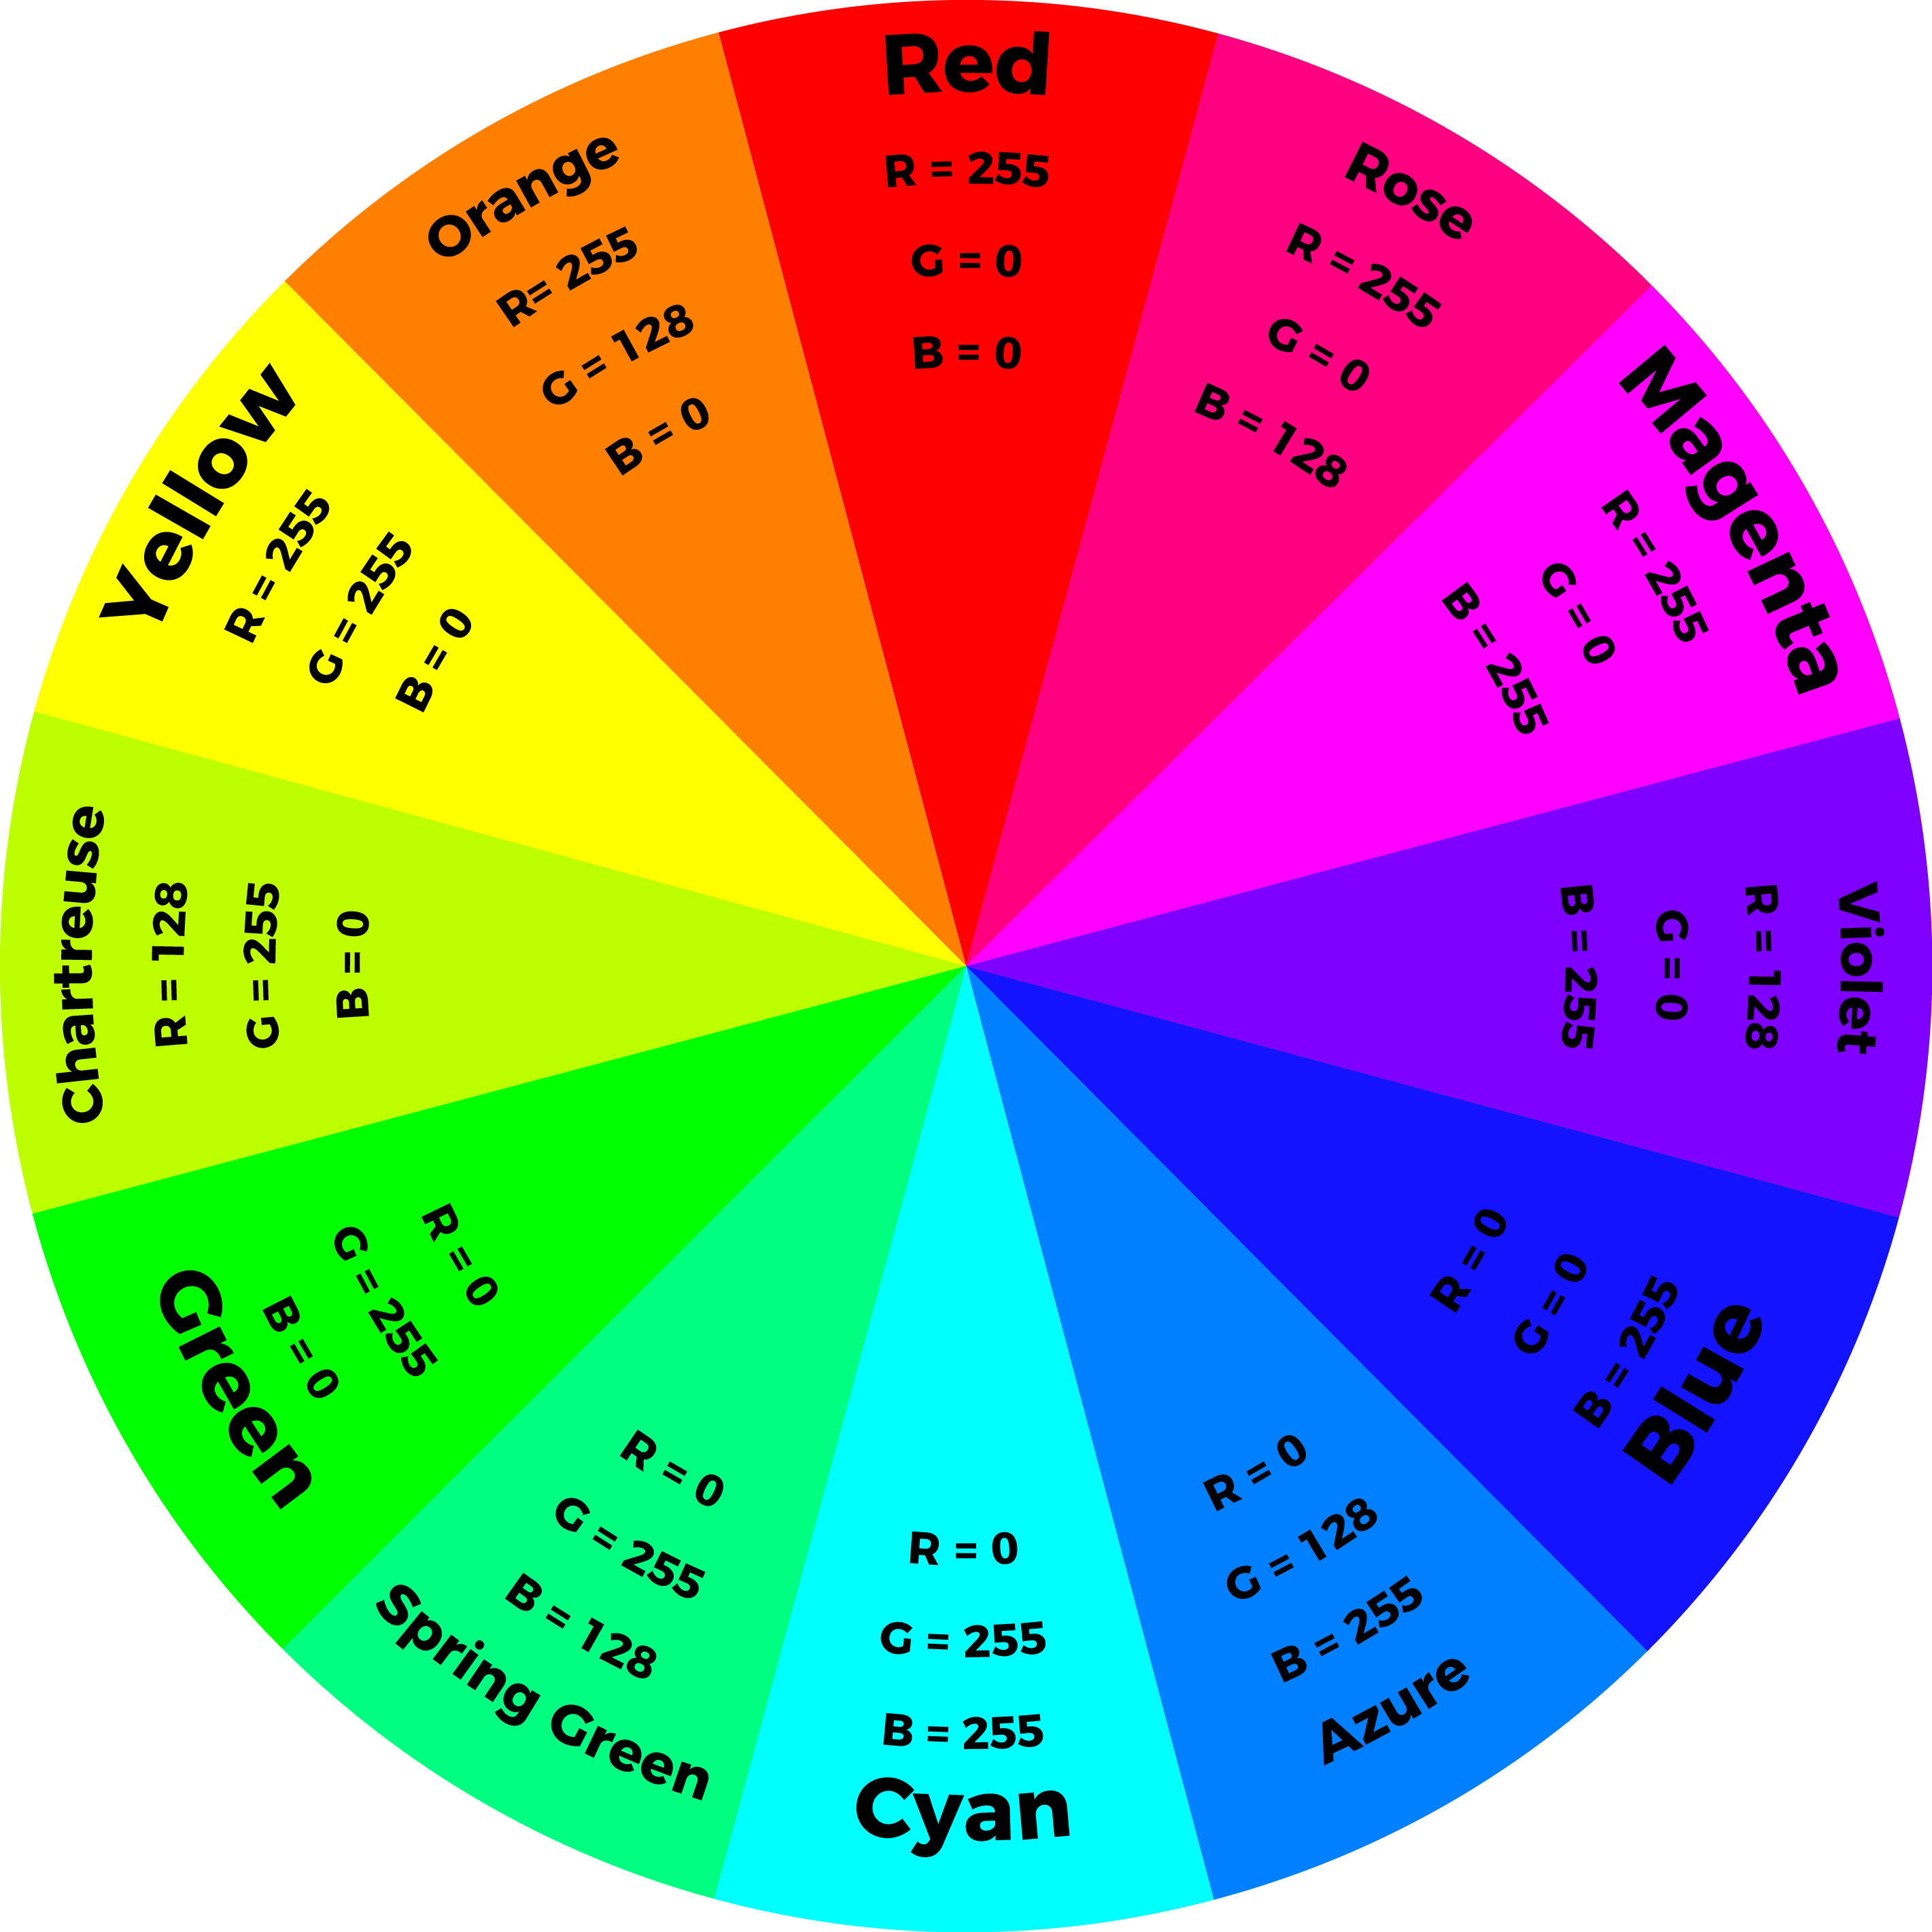 Red
R = 255
G = 0
B = 0
Rose
R = 255
G = 0
B = 128
Magenta
R = 255
G = 0
B = 255
Violet
R = 128
G = 0
B = 255
Blue
R = 0
G = 0
B = 255
Azure
R = 0
G = 128
B = 255
Cyan
R = 0
G = 255
B = 255
Spring Green
R = 0
G = 255
B = 128
Green
R = 0
G = 255
B = 0
Chartreuse
R = 128
G = 255
B = 0
Yellow
R = 255
G = 255
B = 0
Orange
R= 255
G = 128
B = 0